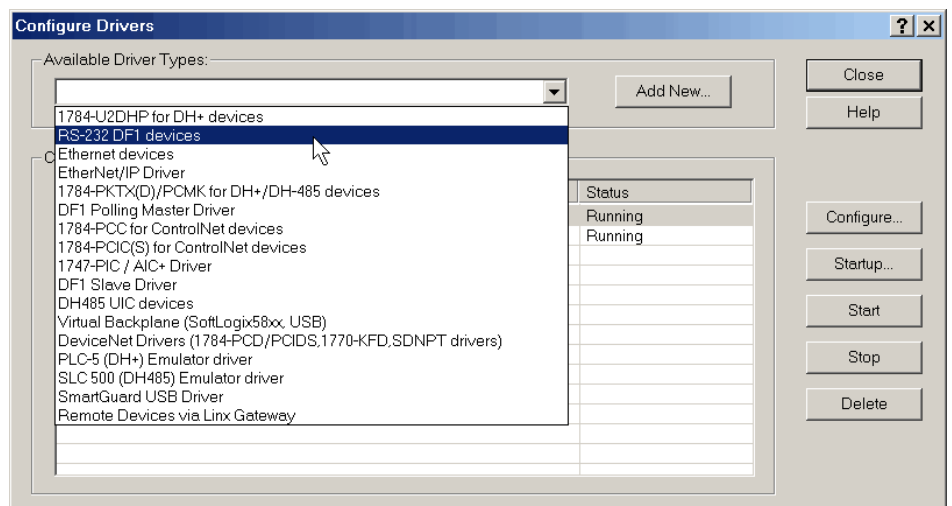 Configure Drivers
Available Driver Types:
Add New...
Close
Help
1784-U2DHP for DH+ devices
RS-232 DF1 devices
Ethernet devices
EtherNet/IP Driver
1784-PKTX(D)/PCMK for DH+/DH-485 devices
DF1 Polling Master Driver
1784-PCC for ControlNet devices
1784-PCIC(S) for ControlNet devices
1747-PIC / AIC+ Driver
DF1 Slave Driver
DH485 UIC devices
Virtual Backplane (SoftLogix58xx, USB)
DeviceNet Drivers (1784-PCD/PCIDS,1770-KFD,SDNPT drivers)
PLC-5 (DH+) Emulator driver
SLC 500 (DH485) Emulator driver
SmartGuard USB Driver
Remote Devices via Linx Gateway
C
Status
Running
Running
Configure...
Startup...
Start
Stop
Delete